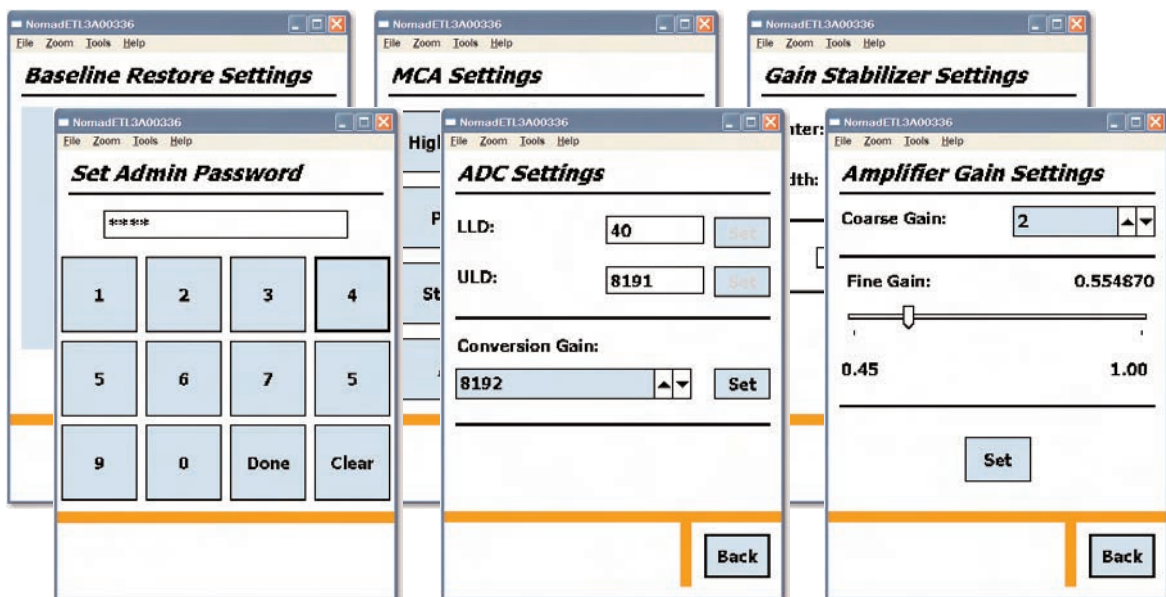 NomadETL3A00336
File Zoom Tools Help
Baseline Restore Settings
NomadETL3A00336
File Zoom Tools Help
MCA Settings
NomadETL3A00336
File Zoom Tools Help
Gain Stabilizer Settings
NomadETL3A00336
File Zoom Tools Help
Set Admin Password
*****
1 2 3 4
5 6 7 5
9 0 Done Clear
NomadETL3A00336
File Zoom Tools Help
ADC Settings
LLD: 40 Set
ULD: 8191 Set
Conversion Gain:
8192 Set
Back
NomadETL3A00336
File Zoom Tools Help
Amplifier Gain Settings
Coarse Gain: 2
Fine Gain: 0.554870
0.45 1.00
Set
Back